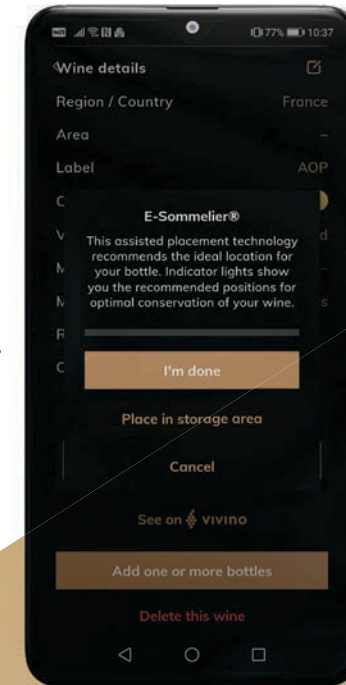 77% 10:37
Wine details
Region / Country France
Area –
Label AOP
C
V d
M –
M s
R
C
E-Sommelier®
This assisted placement technology
recommends the ideal location for
your bottle. Indicator lights show
you the recommended positions for
optimal conservation of your wine.
I'm done
Place in storage area
Cancel
See on VIVINO
Add one or more bottles
Delete this wine